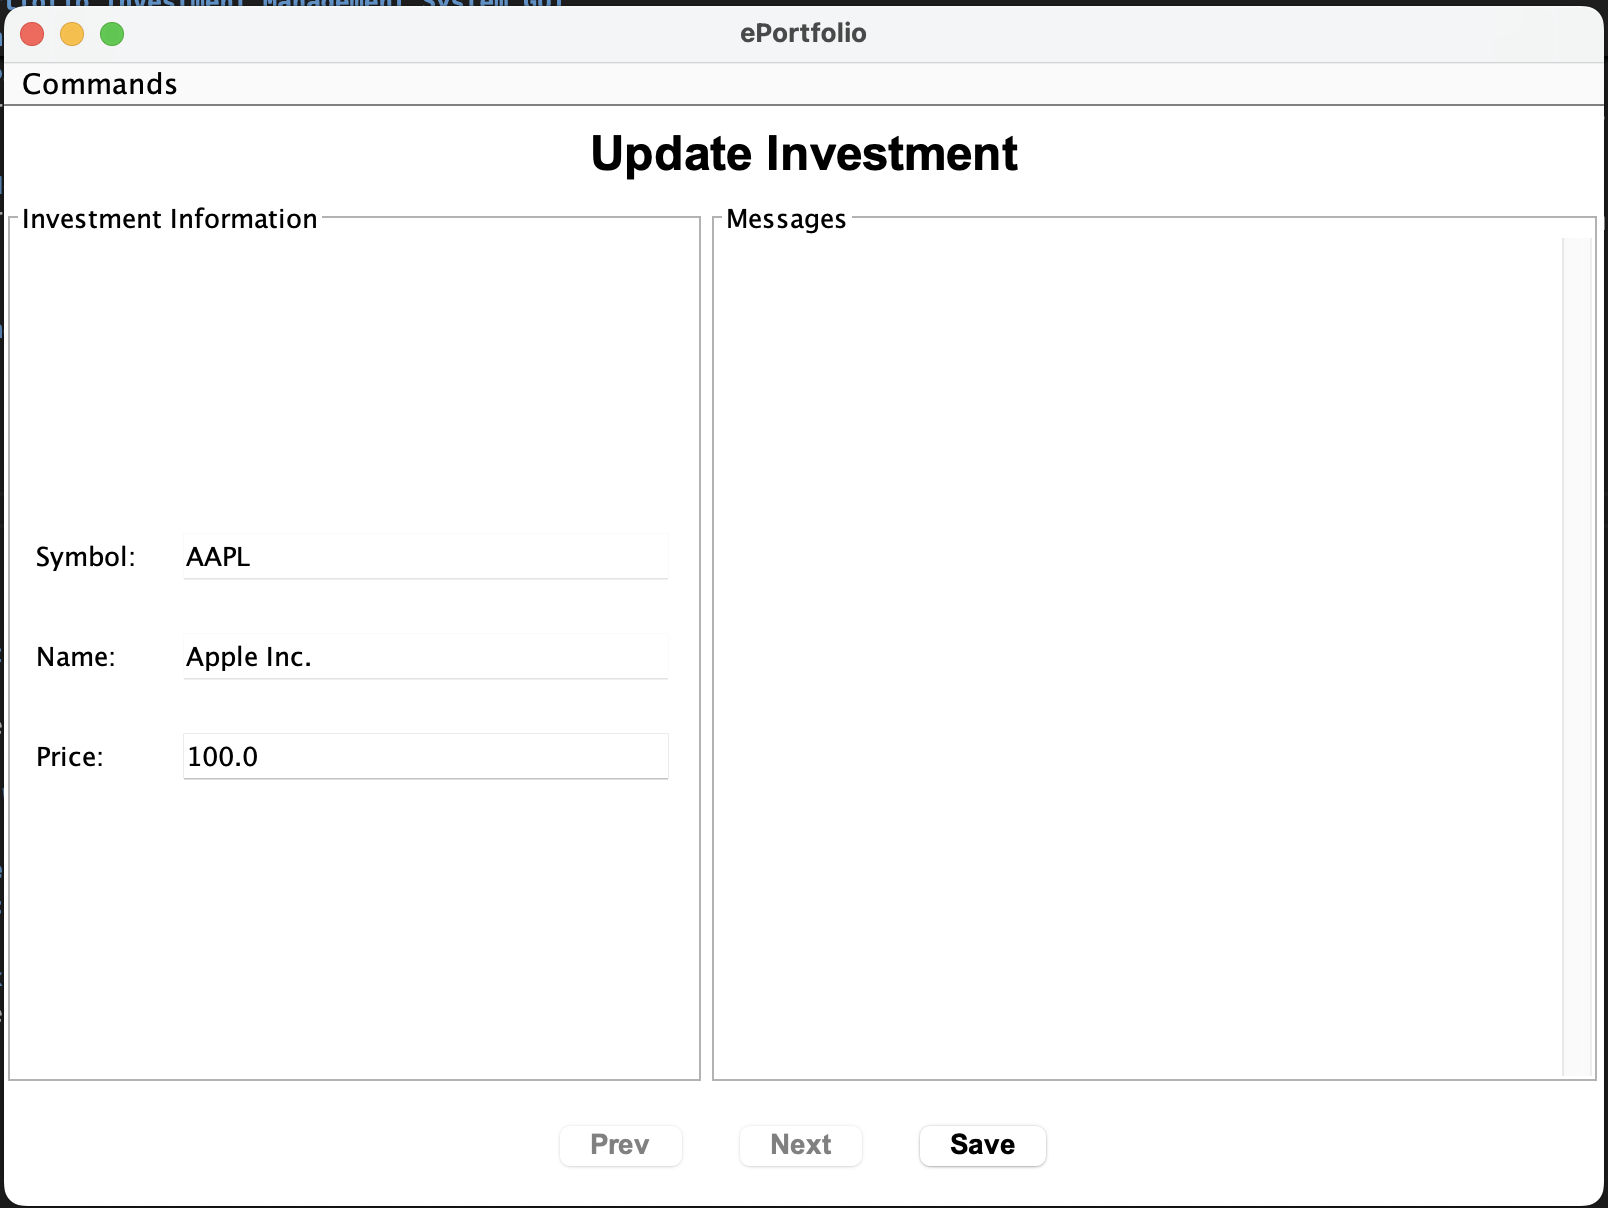 ePortfolio
Commands
Update Investment
Investment Information
Messages
Symbol: AAPL
Name: Apple Inc.
Price: 100.0
Prev Next Save